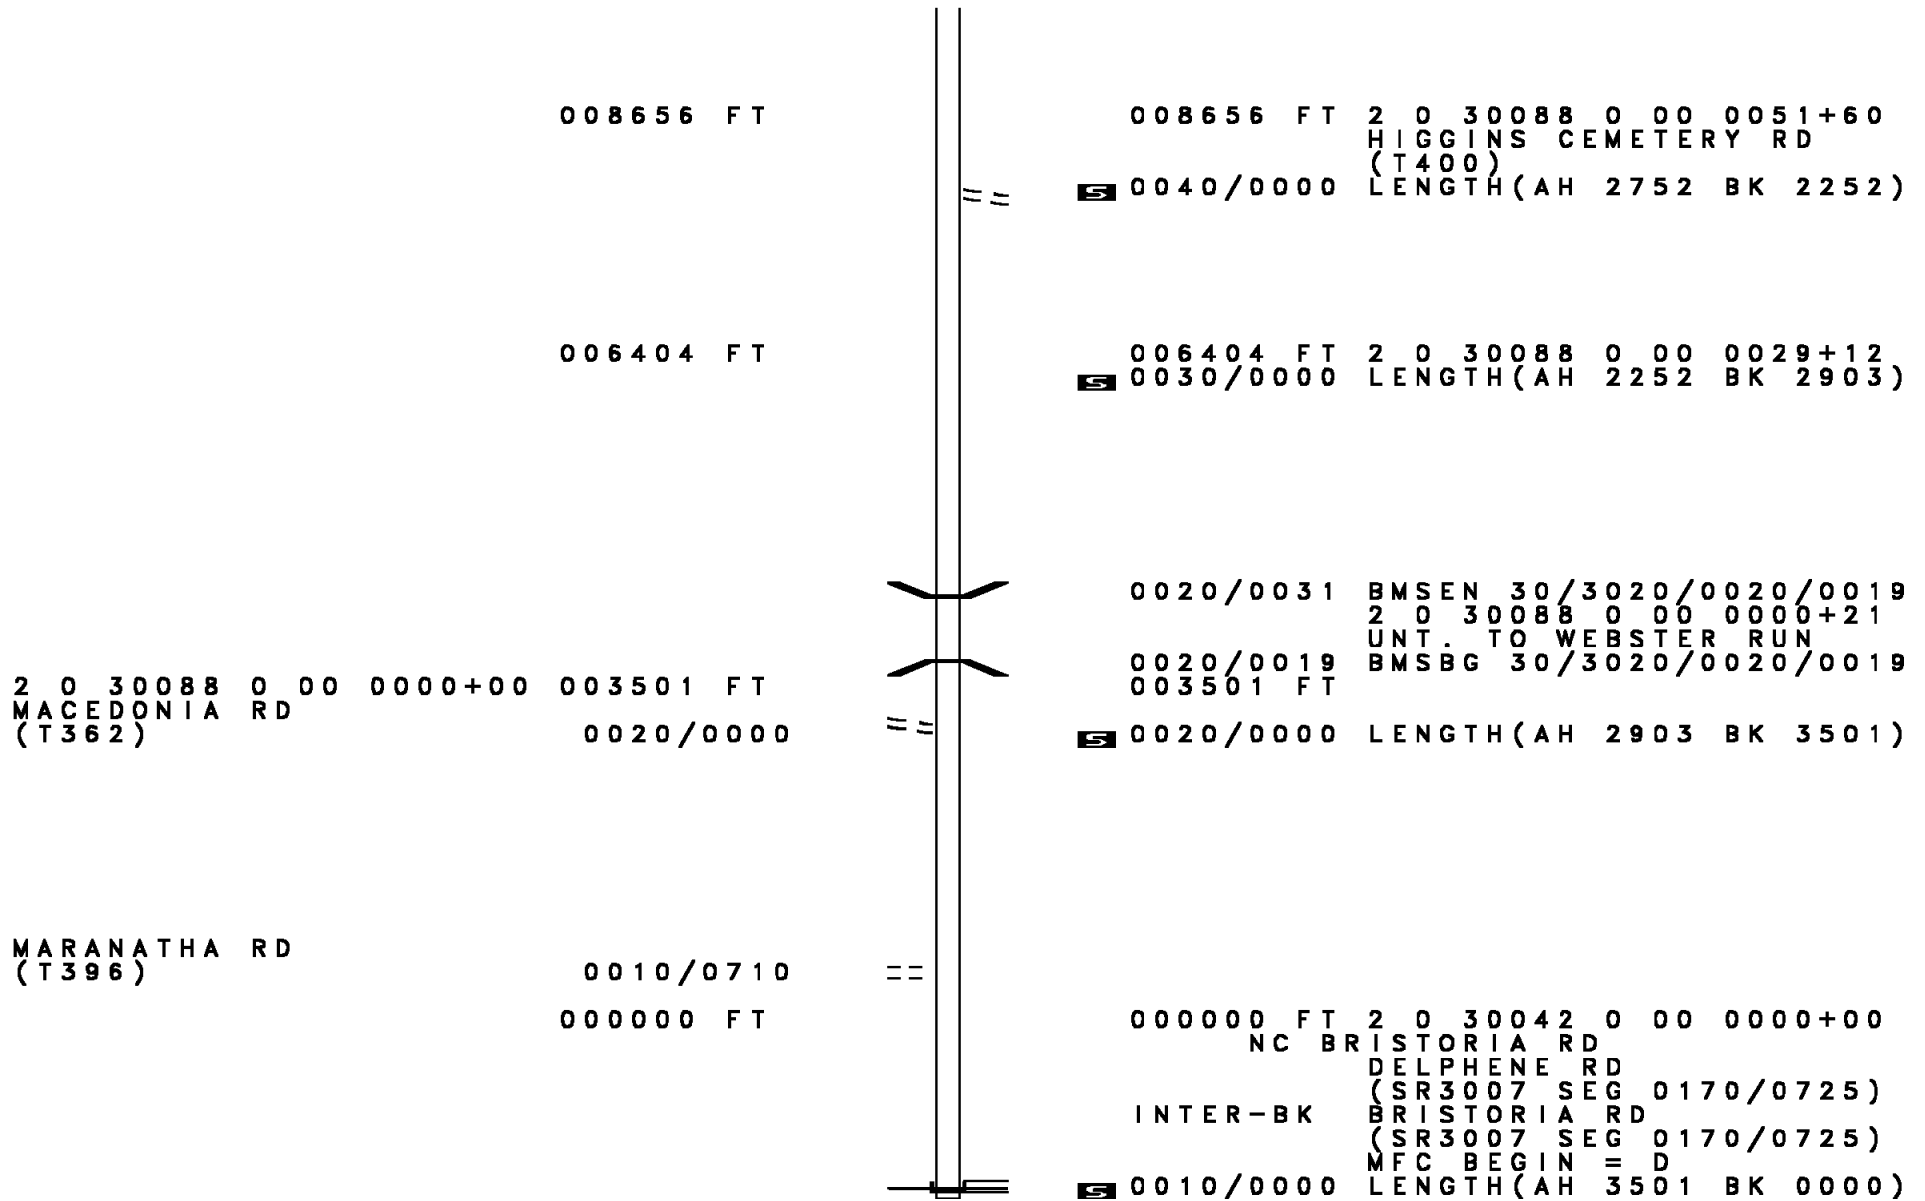 008656 FT 008656 FT 2 0 30088 0 00 0051+60
HIGGINS CEMETERY RD
(T400)
S 0040/0000 LENGTH(AH 2752 BK 2252)
006404 FT 006404 FT 2 0 30088 0 00 0029+12
S 0030/0000 LENGTH(AH 2252 BK 2903)
0020/0031 BMSEN 30/3020/0020/0019
2 0 30088 0 00 0000+21
UNT. TO WEBSTER RUN
0020/0019 BMSBG 30/3020/0020/0019
2 0 30088 0 00 0000+00 003501 FT 003501 FT
MACEDONIA RD
(T362) 0020/0000 S 0020/0000 LENGTH(AH 2903 BK 3501)
MARANATHA RD
(T396) 0010/0710
000000 FT 000000 FT 2 0 30042 0 00 0000+00
NC BRISTORIA RD
DELPHENE RD
(SR3007 SEG 0170/0725)
INTER-BK BRISTORIA RD
(SR3007 SEG 0170/0725)
MFC BEGIN = D
S 0010/0000 LENGTH(AH 3501 BK 0000)